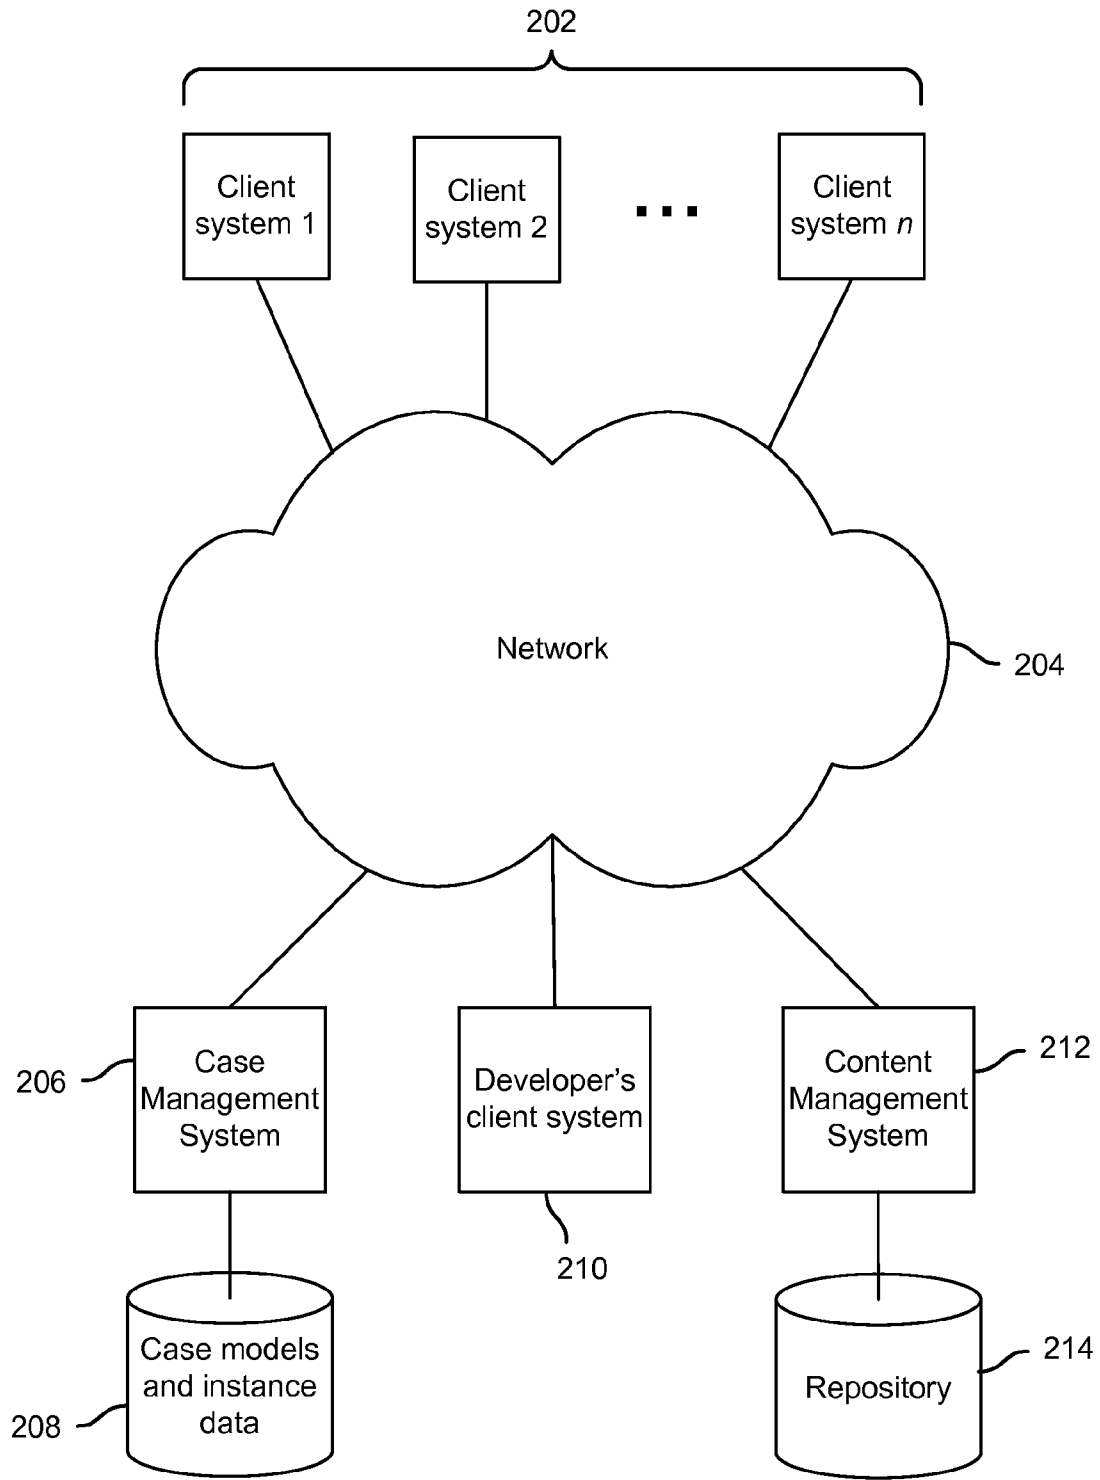 202
Client
system 1
Client
system 2
Client
system n
Network
204
206
Case
Management
System
Developer's
client system
Content
Management
System
212
210
208
Case models
and instance
data
Repository
214